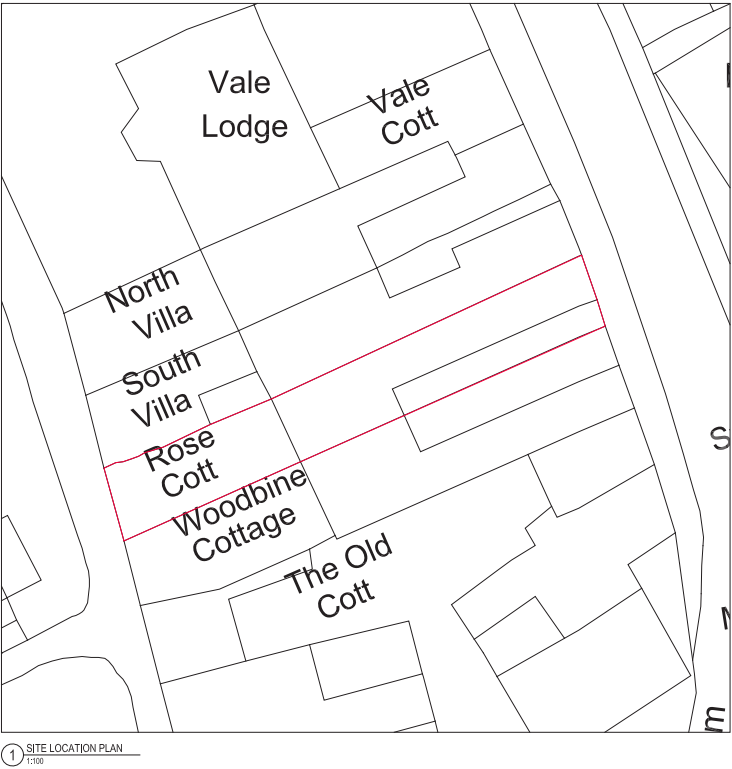 Vale
Lodge
Vale
Cott
North
Villa
South
Villa
Rose
Cott
Woodbine
Cottage
The Old
Cott
S
m
1 SITE LOCATION PLAN
1:100